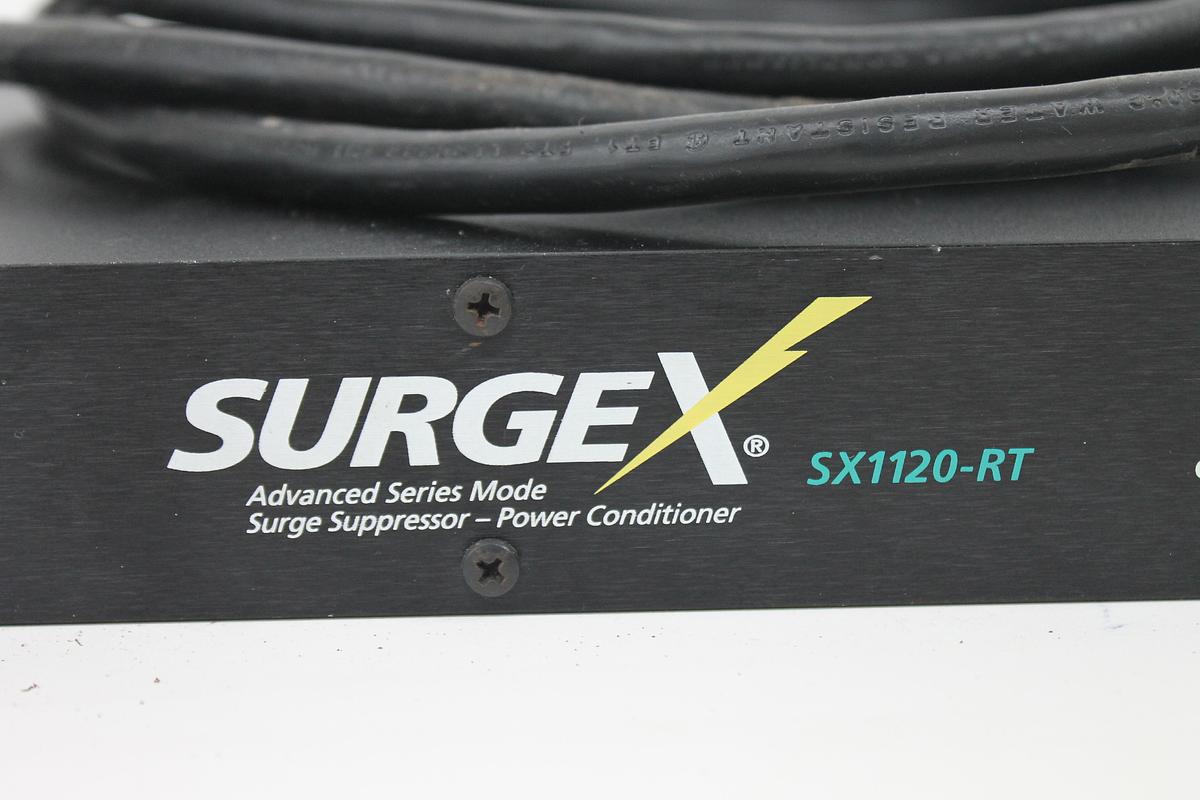 WATER RESISTANT
SURGEX®
SX1120-RT
Advanced Series Mode
Surge Suppressor – Power Conditioner